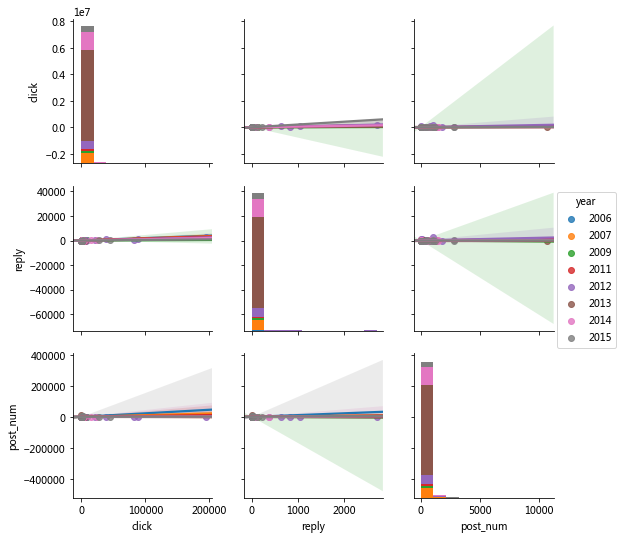 1e7
0.8
0.6
0.4
0.2
0.0
−0.2
click
40000
20000
0
−20000
−40000
−60000
reply
year
2006
2007
2009
2011
2012
2013
2014
2015
400000
200000
0
−200000
−400000
post_num
0 100000 200000
0 1000 2000
0 5000 10000
click reply post_num